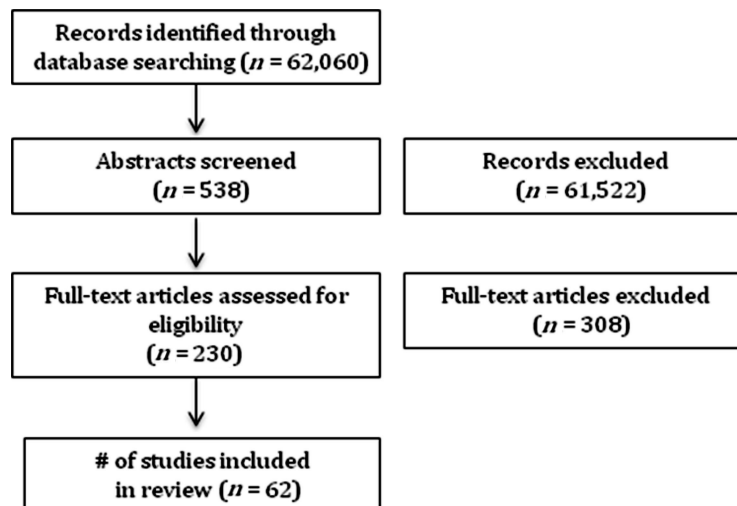 Records identified through
database searching (n = 62,060)
Abstracts screened
(n = 538)
Records excluded
(n = 61,522)
Full-text articles assessed for
eligibility
(n = 230)
Full-text articles excluded
(n = 308)
# of studies included
in review (n = 62)